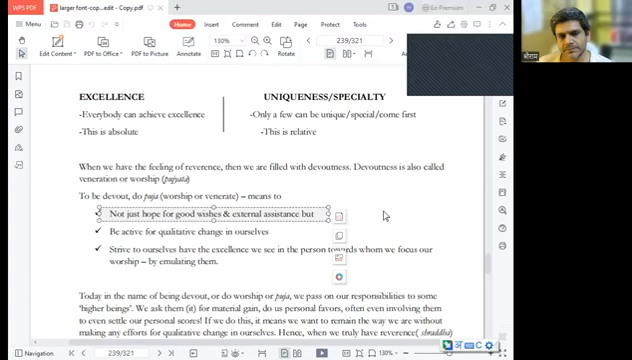 WPS PDF
larger font-cop...edit - Copy.pdf
Go Premium
Menu
Home
Insert
Edit
Page
Protect
Tools
130%
239/321
Edit Content
PDF to Office
PDF to Picture
Annotate
Rotate
श्रीराम
EXCELLENCE
UNIQUENESS/SPECIALTY
-Everybody can achieve excellence
-Only a few can be unique/special/come first
-This is absolute
-This is relative
When we have the feeling of reverence, then we are filled with devoutness. Devoutness is also called
veneration or worship (pujyata)
To be devout, do puja (worship or venerate) – means to
✓ Not just hope for good wishes & external assistance but
✓ Be active for qualitative change in ourselves
✓ Strive to ourselves have the excellence we see in the person towards whom we focus our
worship – by emulating them.
Today in the name of being devout, or do worship or puja, we pass on our responsibilities to some
'higher beings'. We ask them (it) for material gain, do us personal favors, often even involving them
to even settle our personal scores! If we do this, it means we want to remain the way we are without
making any efforts for qualitative change in ourselves. Hence, when we truly have reverence( shraddha)
Navigation
239/321
130%